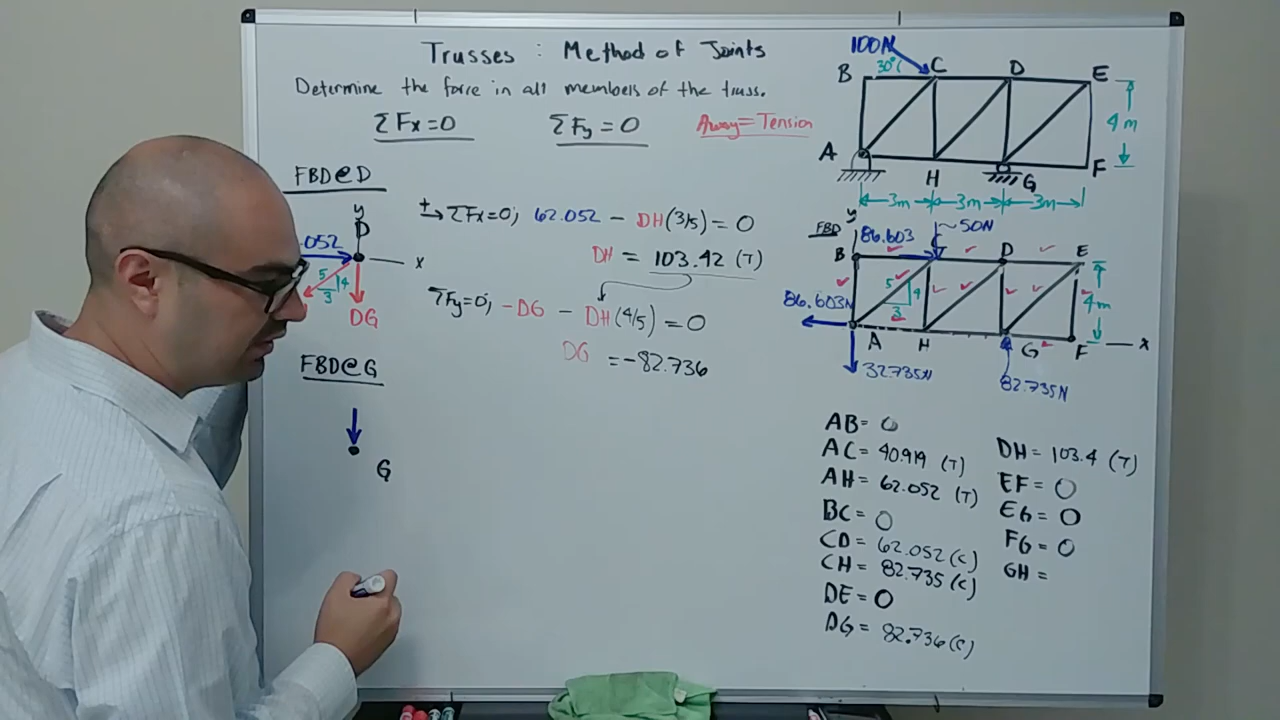 Trusses : Method of Joints
Determine the force in all members of the truss.
ΣFx=0 ΣFy=0 Away=Tension
FBD@D
y
D
.052
x
5
4
3
DG
+→ ΣFx=0; 62.052 - DH(3/5) = 0
DH = 103.42 (T)
ΣFy=0; -DG - DH(4/5) = 0
DG = -82.736
FBD@G
G
100N
30°
B C D E
4 m
A H G F
3m 3m 3m
FBD y
86.603 50N
B D E
5
4
3
4m
86.603N
A H G F x
32.735N 82.735N
AB= 0
AC= 40.919 (T)
AH= 62.052 (T)
BC= 0
CD= 62.052 (C)
CH= 82.735 (C)
DE= 0
DG= 82.736 (C)
DH= 103.4 (T)
EF= 0
EG= 0
FG= 0
GH=